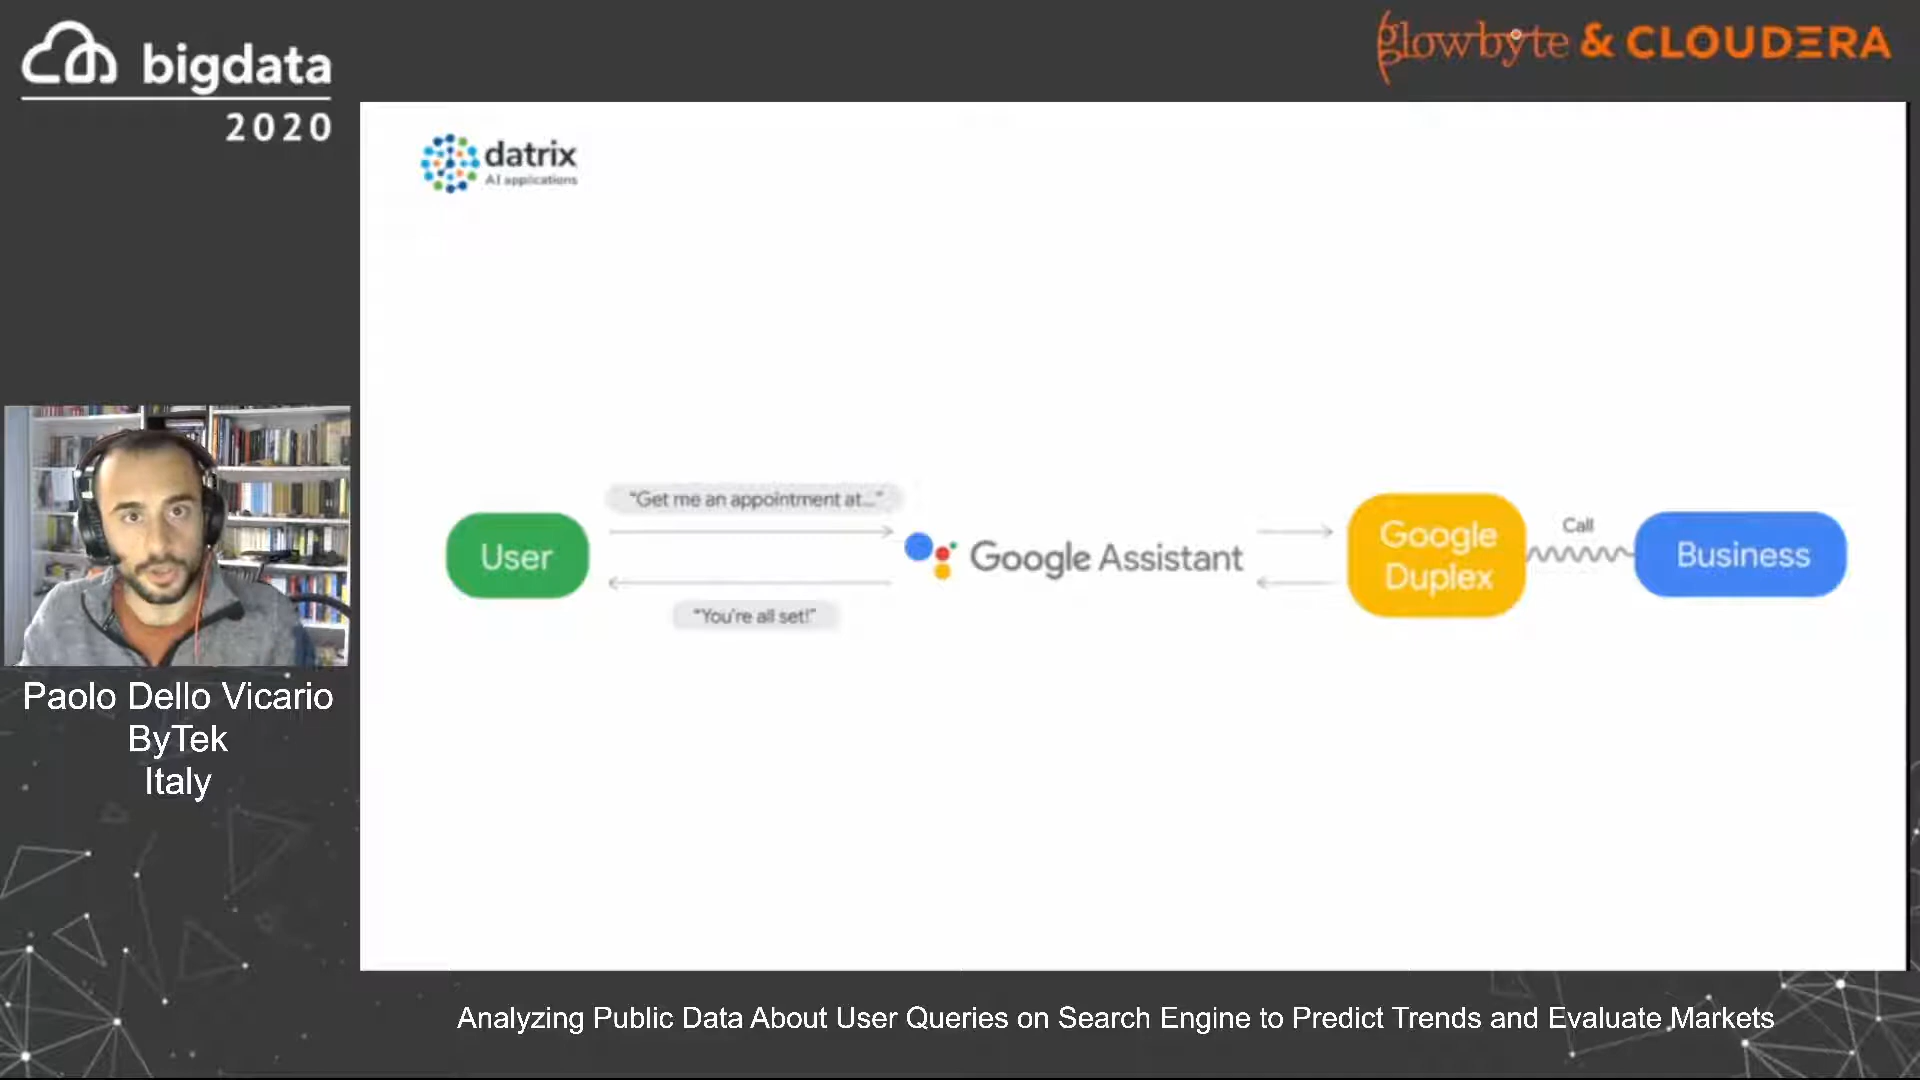 bigdata
2020
glowbyte & CLOUDERA
datrix
AI applications
"Get me an appointment at..."
User
Google Assistant
"You're all set!"
Google
Duplex
Call
Business
Paolo Dello Vicario
ByTek
Italy
Analyzing Public Data About User Queries on Search Engine to Predict Trends and Evaluate Markets